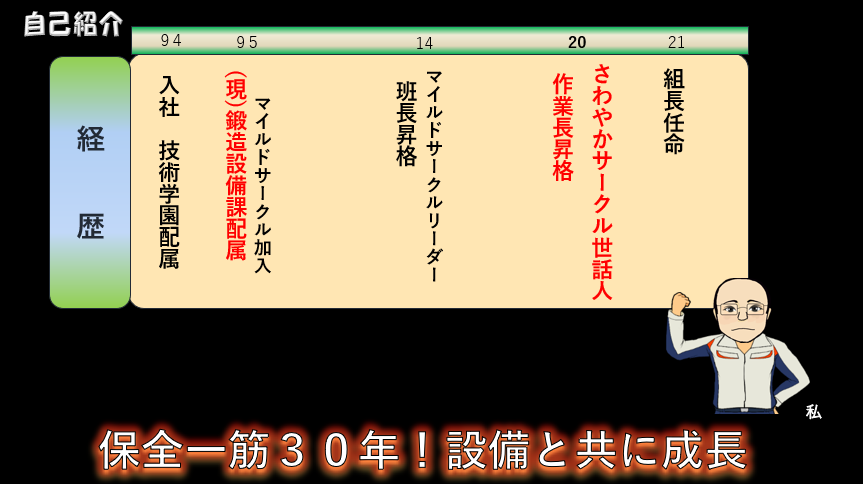 自己紹介
94
95
14
20
21
経歴
入社　技術学園配属
マイルドサークル加入
(現)鍛造設備課配属
マイルドサークルリーダー
班長昇格
さわやかサークル世話人
作業長昇格
組長任命
私
保全一筋３０年！設備と共に成長